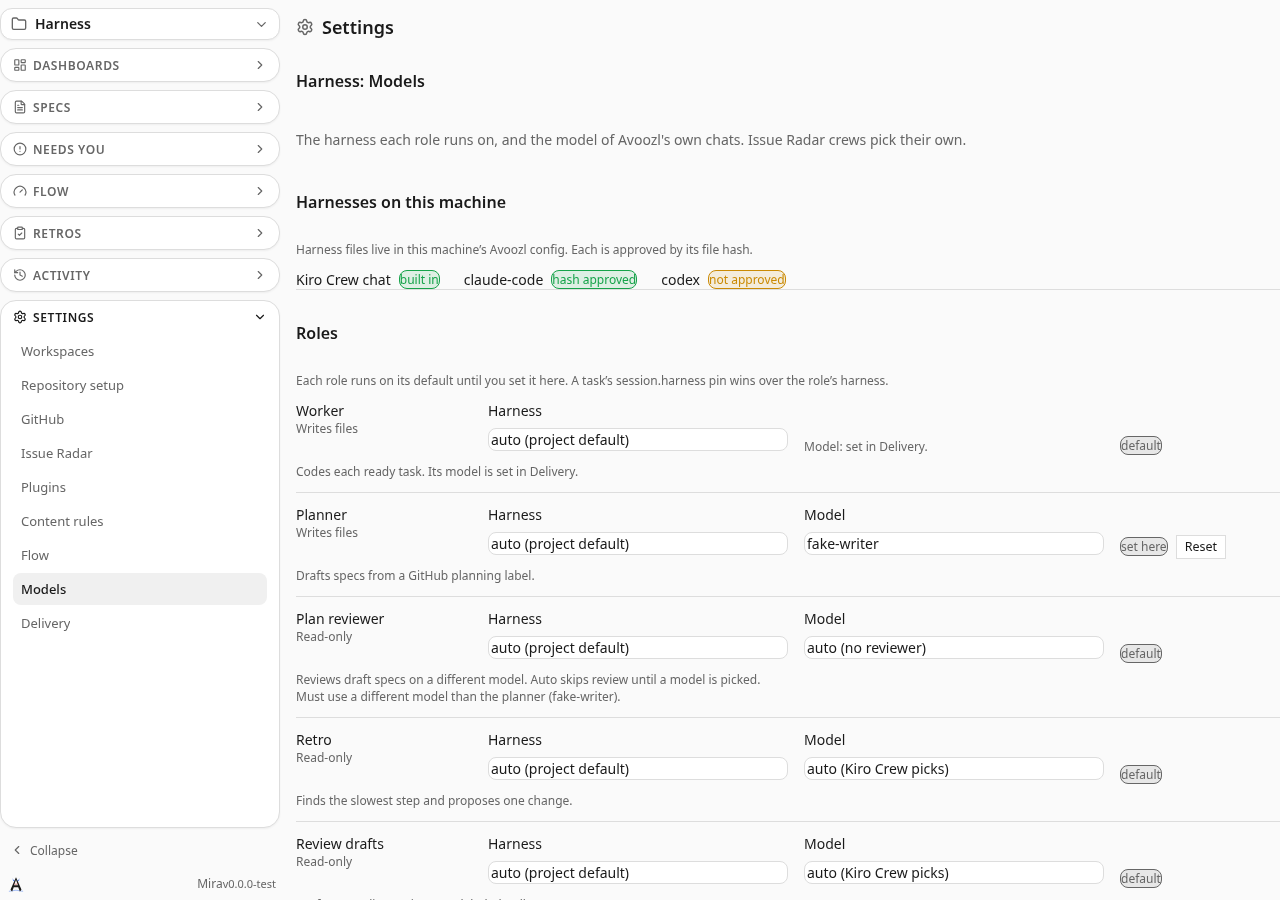 Harness
DASHBOARDS
SPECS
NEEDS YOU
FLOW
RETROS
ACTIVITY
SETTINGS
Workspaces
Repository setup
GitHub
Issue Radar
Plugins
Content rules
Flow
Models
Delivery
Collapse
Mirav0.0.0-test
Settings
Harness: Models
The harness each role runs on, and the model of Avoozl's own chats. Issue Radar crews pick their own.
Harnesses on this machine
Harness files live in this machine’s Avoozl config. Each is approved by its file hash.
Kiro Crew chat built in claude-code hash approved codex not approved
Roles
Each role runs on its default until you set it here. A task’s session.harness pin wins over the role’s harness.
Worker Harness
Writes files
auto (project default) Model: set in Delivery. default
Codes each ready task. Its model is set in Delivery.
Planner Harness Model
Writes files
auto (project default) fake-writer set here Reset
Drafts specs from a GitHub planning label.
Plan reviewer Harness Model
Read-only
auto (project default) auto (no reviewer) default
Reviews draft specs on a different model. Auto skips review until a model is picked.
Must use a different model than the planner (fake-writer).
Retro Harness Model
Read-only
auto (project default) auto (Kiro Crew picks) default
Finds the slowest step and proposes one change.
Review drafts Harness Model
Read-only
auto (project default) auto (Kiro Crew picks) default